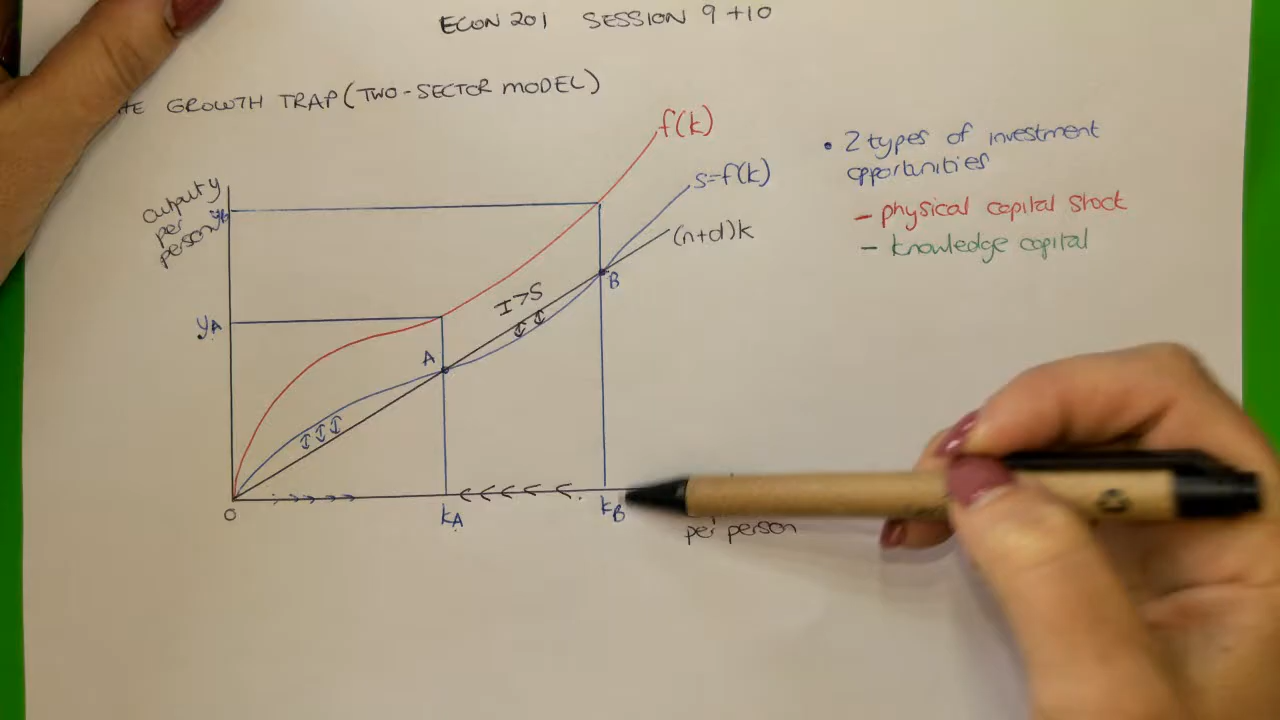 ECON 201 SESSION 9 +10
GROWTH TRAP (TWO-SECTOR MODEL)
f(k)
s=f(k)
(n+d)k
• 2 types of investment
opportunities
- physical capital stock
- knowledge capital
output y
per
person
yB
yA
I>S
A
B
O
kA
kB
per person